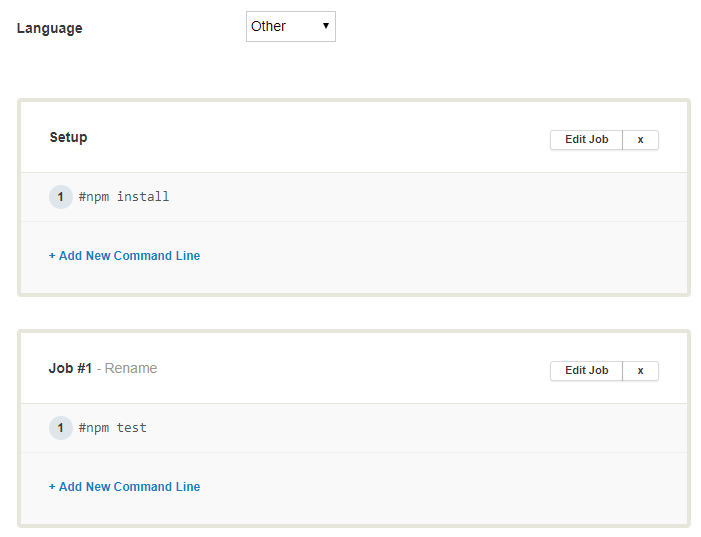 Language Other ▼
Setup Edit Job x
1 #npm install
+ Add New Command Line
Job #1 - Rename Edit Job x
1 #npm test
+ Add New Command Line